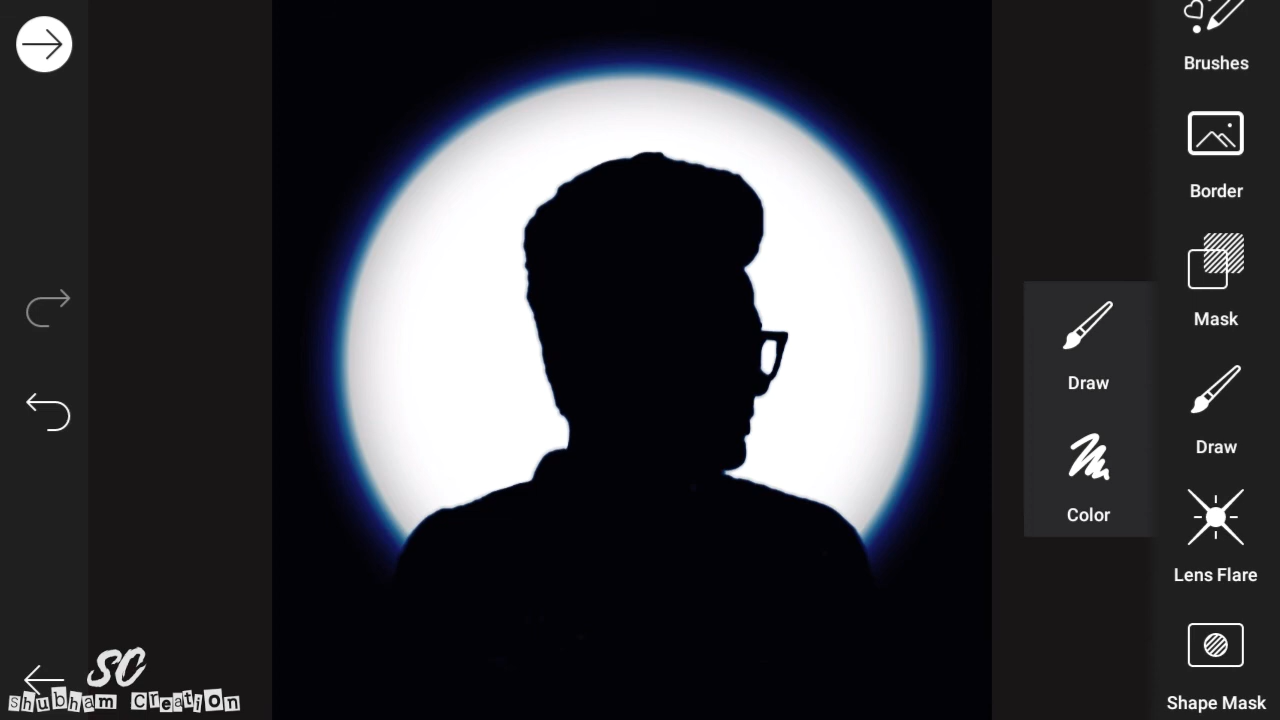 Brushes
Border
Mask
Draw
Draw
Color
Lens Flare
Shape Mask
SC
shubham Creation